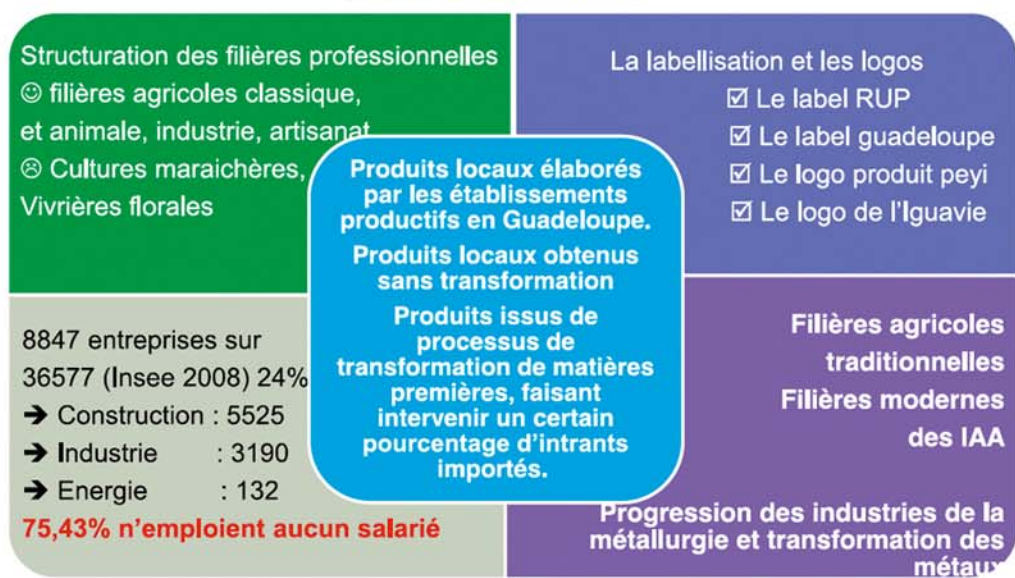 Structuration des filières professionnelles
☺ filières agricoles classique,
et animale, industrie, artisanat
☹ Cultures maraichères,
Vivrières florales
La labellisation et les logos
☑ Le label RUP
☑ Le label guadeloupe
☑ Le logo produit peyi
☑ Le logo de l'Iguavie
Produits locaux élaborés
par les établissements
productifs en Guadeloupe.
Produits locaux obtenus
sans transformation
Produits issus de
processus de
transformation de matières
premières, faisant
intervenir un certain
pourcentage d'intrants
importés.
8847 entreprises sur
36577 (Insee 2008) 24%
➔ Construction : 5525
➔ Industrie : 3190
➔ Energie : 132
75,43% n'emploient aucun salarié
Filières agricoles
traditionnelles
Filières modernes
des IAA
Progression des industries de la
métallurgie et transformation des
métaux